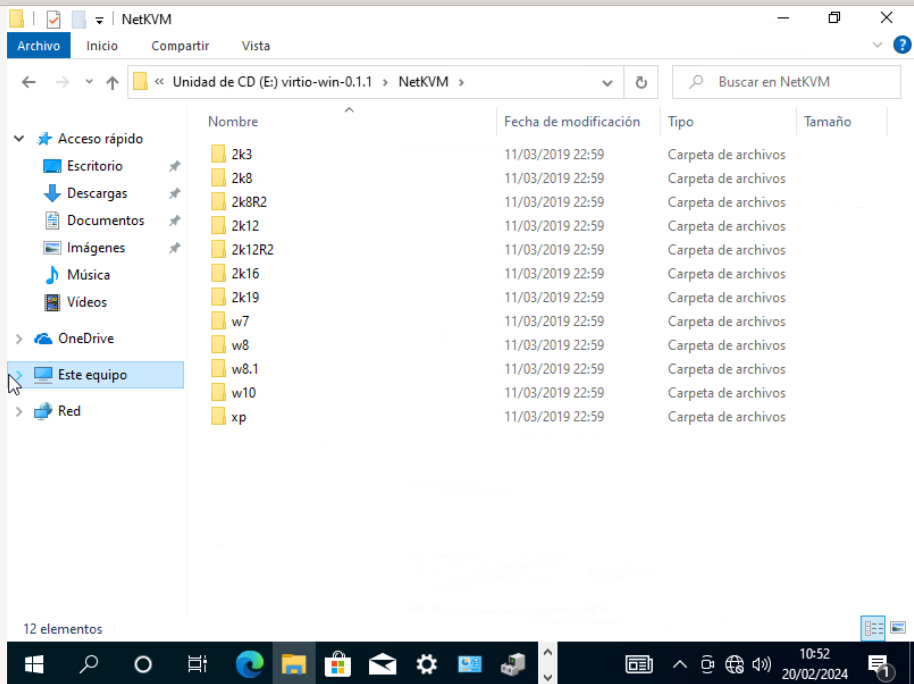 NetKVM
Archivo Inicio Compartir Vista
« Unidad de CD (E:) virtio-win-0.1.1 > NetKVM > Buscar en NetKVM
Nombre Fecha de modificación Tipo Tamaño
Acceso rápido
Escritorio
Descargas
Documentos
Imágenes
Música
Vídeos
OneDrive
Este equipo
Red
2k3 11/03/2019 22:59 Carpeta de archivos
2k8 11/03/2019 22:59 Carpeta de archivos
2k8R2 11/03/2019 22:59 Carpeta de archivos
2k12 11/03/2019 22:59 Carpeta de archivos
2k12R2 11/03/2019 22:59 Carpeta de archivos
2k16 11/03/2019 22:59 Carpeta de archivos
2k19 11/03/2019 22:59 Carpeta de archivos
w7 11/03/2019 22:59 Carpeta de archivos
w8 11/03/2019 22:59 Carpeta de archivos
w8.1 11/03/2019 22:59 Carpeta de archivos
w10 11/03/2019 22:59 Carpeta de archivos
xp 11/03/2019 22:59 Carpeta de archivos
12 elementos
10:52
20/02/2024
1